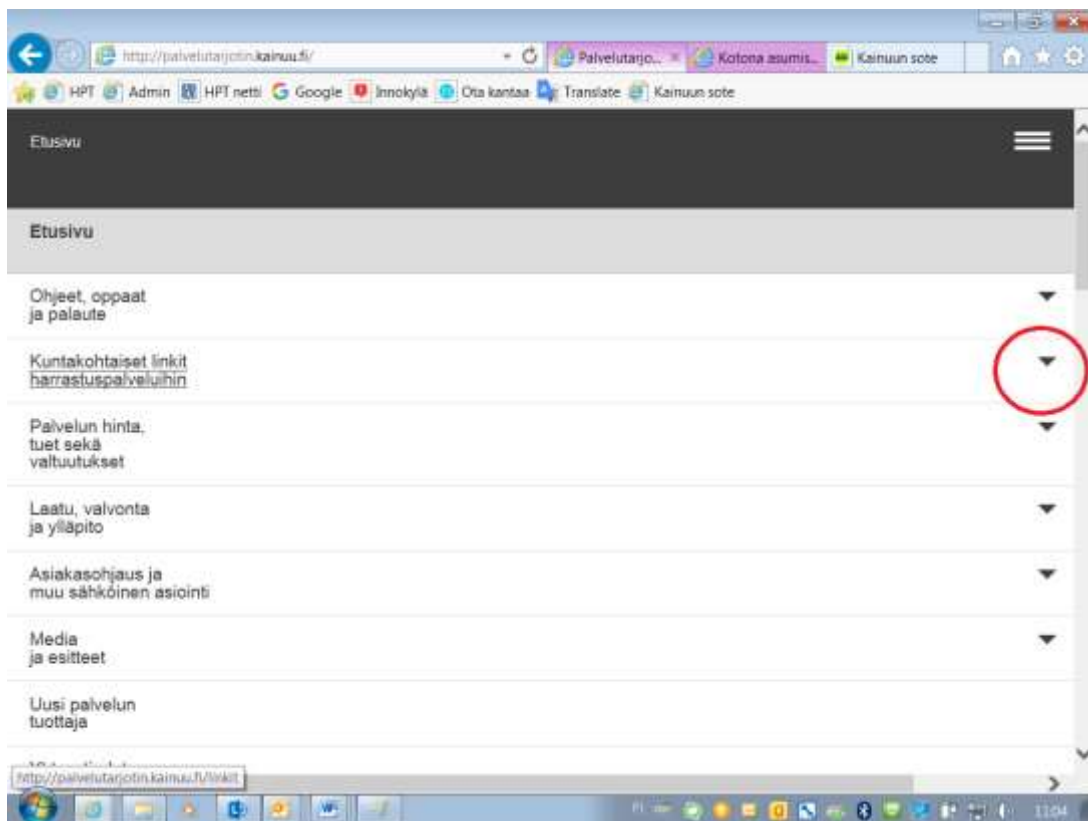 http://palvelutarjotin.kainuu.fi/
Palvelutarjo...
Kotona asumis...
Kainuun sote
HPT
Admin
HPT netti
Google
Innokylä
Ota kantaa
Translate
Kainuun sote
Etusivu
Etusivu
Ohjeet, oppaat
ja palaute
Kuntakohtaiset linkit
harrastuspalveluihin
Palvelun hinta,
tuet sekä
valtuutukset
Laatu, valvonta
ja ylläpito
Asiakasohjaus ja
muu sähköinen asiointi
Media
ja esitteet
Uusi palvelun
tuottaja
http://palvelutarjotin.kainuu.fi/linkit
FI
11:04